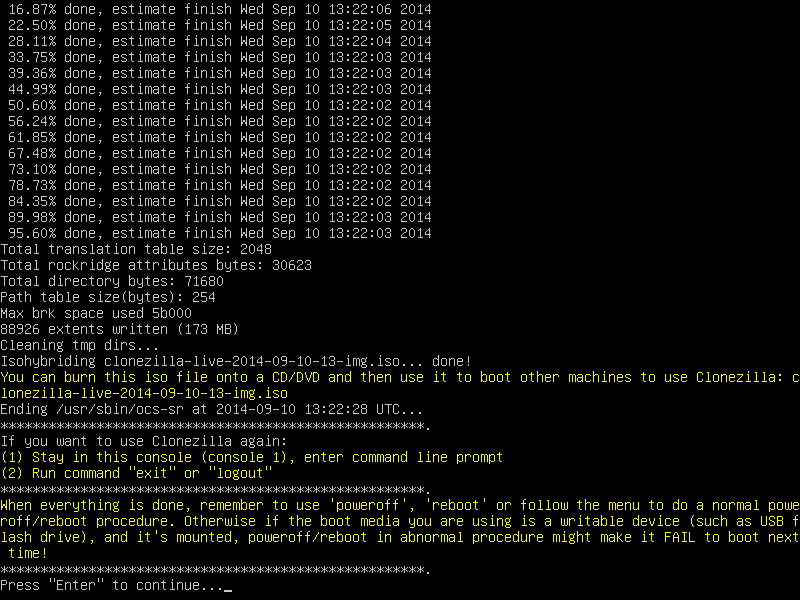 16.87% done, estimate finish Wed Sep 10 13:22:06 2014
22.50% done, estimate finish Wed Sep 10 13:22:05 2014
28.11% done, estimate finish Wed Sep 10 13:22:04 2014
33.75% done, estimate finish Wed Sep 10 13:22:03 2014
39.36% done, estimate finish Wed Sep 10 13:22:03 2014
44.99% done, estimate finish Wed Sep 10 13:22:03 2014
50.60% done, estimate finish Wed Sep 10 13:22:02 2014
56.24% done, estimate finish Wed Sep 10 13:22:02 2014
61.85% done, estimate finish Wed Sep 10 13:22:02 2014
67.48% done, estimate finish Wed Sep 10 13:22:02 2014
73.10% done, estimate finish Wed Sep 10 13:22:02 2014
78.73% done, estimate finish Wed Sep 10 13:22:02 2014
84.35% done, estimate finish Wed Sep 10 13:22:02 2014
89.98% done, estimate finish Wed Sep 10 13:22:03 2014
95.60% done, estimate finish Wed Sep 10 13:22:03 2014
Total translation table size: 2048
Total rockridge attributes bytes: 30623
Total directory bytes: 71680
Path table size(bytes): 254
Max brk space used 5b000
88926 extents written (173 MB)
Cleaning tmp dirs...
Isohybriding clonezilla-live-2014-09-10-13-img.iso... done!
You can burn this iso file onto a CD/DVD and then use it to boot other machines to use Clonezilla: c
lonezilla-live-2014-09-10-13-img.iso
Ending /usr/sbin/ocs-sr at 2014-09-10 13:22:28 UTC...
*****************************************************.
If you want to use Clonezilla again:
(1) Stay in this console (console 1), enter command line prompt
(2) Run command "exit" or "logout"
*****************************************************.
When everything is done, remember to use 'poweroff', 'reboot' or follow the menu to do a normal powe
roff/reboot procedure. Otherwise if the boot media you are using is a writable device (such as USB f
lash drive), and it's mounted, poweroff/reboot in abnormal procedure might make it FAIL to boot next
time!
*****************************************************.
Press "Enter" to continue..._